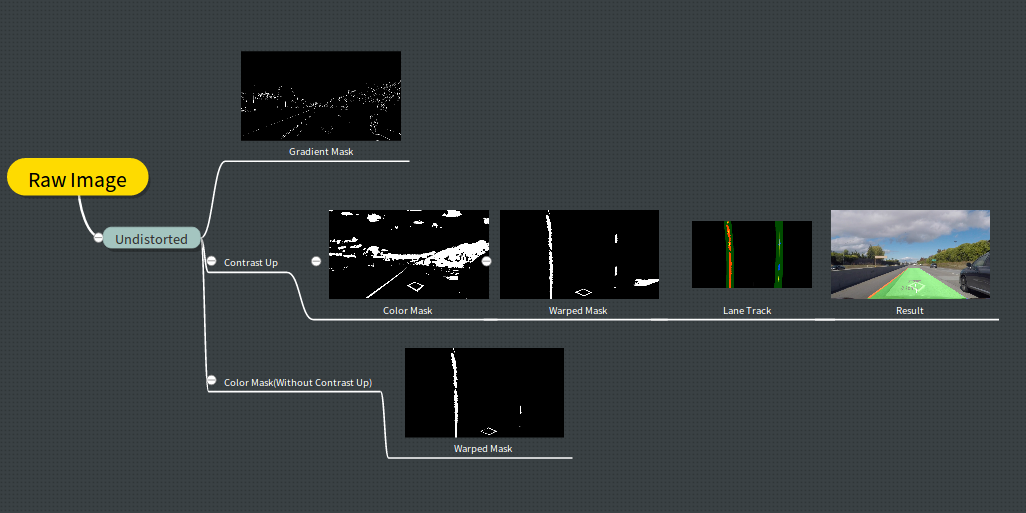 Gradient Mask
Raw Image
Undistorted
Contrast Up
Color Mask
Warped Mask
Lane Track
Result
Color Mask(Without Contrast Up)
Warped Mask